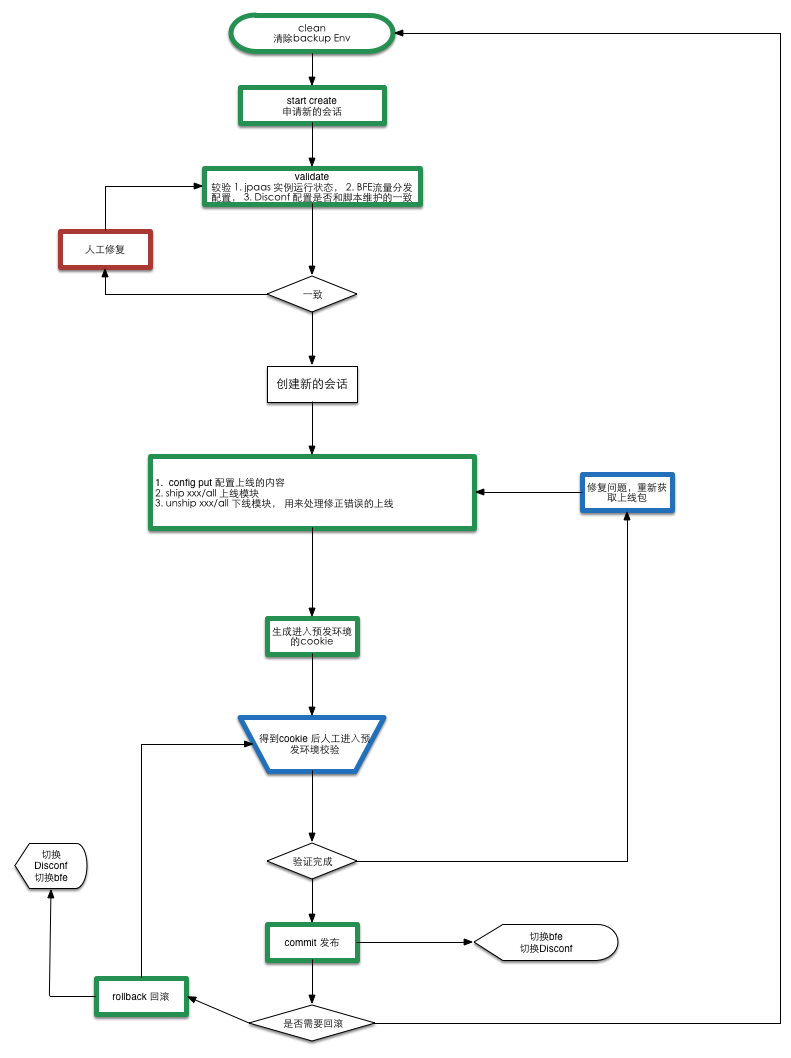 clean
清除backup Env
start create
申请新的会话
validate
较验 1. jpaas 实例运行状态， 2. BFE流量分发
配置， 3. Disconf 配置是否和脚本维护的一致
人工修复
一致
创建新的会话
1. config put 配置上线的内容
2. ship xxx/all 上线模块
3. unship xxx/all 下线模块， 用来处理修正错误的上线
修复问题，重新获
取上线包
生成进入预发环境
的cookie
得到cookie 后人工进入预
发环境校验
切换
Disconf
切换bfe
验证完成
commit 发布
切换bfe
切换Disconf
rollback 回滚
是否需要回滚